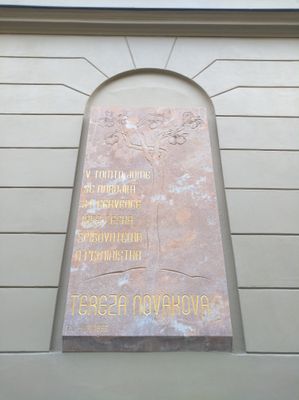 V TOMTO DOMĚ
SE NARODILA
31. ČERVENCE
1853 ČESKÁ
SPISOVATELKA
A FEMINISTKA
TEREZA NOVÁKOVÁ